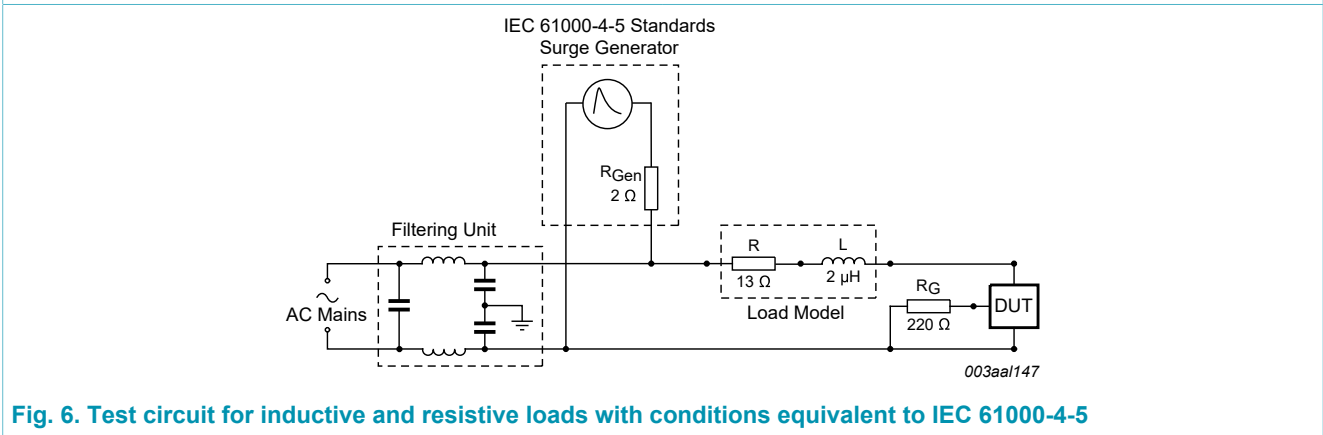 IEC 61000-4-5 Standards
Surge Generator
RGen
2 Ω
Filtering Unit
AC Mains
R
13 Ω
L
2 μH
Load Model
RG
220 Ω
DUT
003aal147
Fig. 6. Test circuit for inductive and resistive loads with conditions equivalent to IEC 61000-4-5